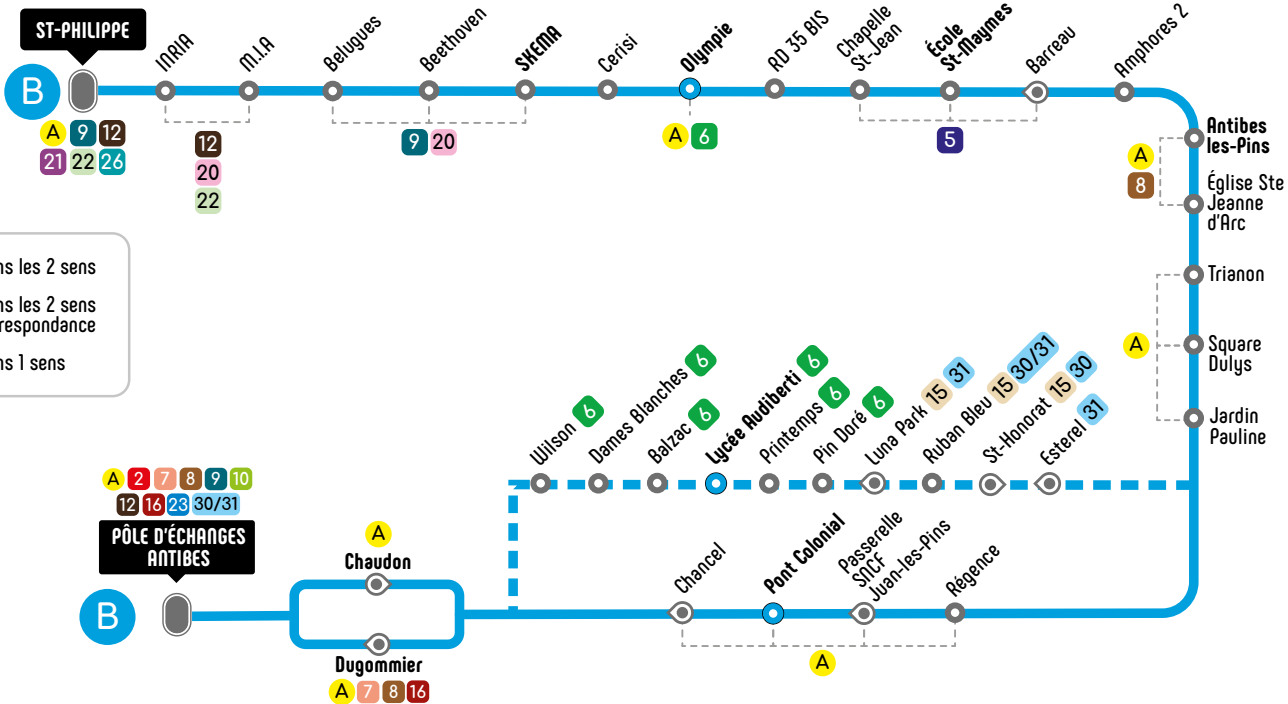 ST-PHILIPPE
B
A 9 12
21 22 26
INRIA
M.I.A
12
20
22
Belugues
Beethoven
SKEMA
9 20
Cerisi
Olympie
A 6
RD 35 BIS
Chapelle
St-Jean
École
St-Maymes
Barreau
5
Amphores 2
Antibes
les-Pins
A
8
Église Ste
Jeanne
d'Arc
Trianon
A
Square
Dulys
Jardin
Pauline
ns les 2 sens
ns les 2 sens
respondance
ns 1 sens
Wilson 6
Dames Blanches 6
Balzac 6
Lycée Audiberti 6
Printemps 6
Pin Doré 6
Luna Park 15 31
Ruban Bleu 15 30/31
St-Honorat 15 30
Esterel 31
A 2 7 8 9 10
12 16 23 30/31
PÔLE D'ÉCHANGES
ANTIBES
B
A
Chaudon
Dugommier
A 7 8 16
Chancel
Pont Colonial
Passerelle
SNCF
Juan-les-Pins
Régence
A